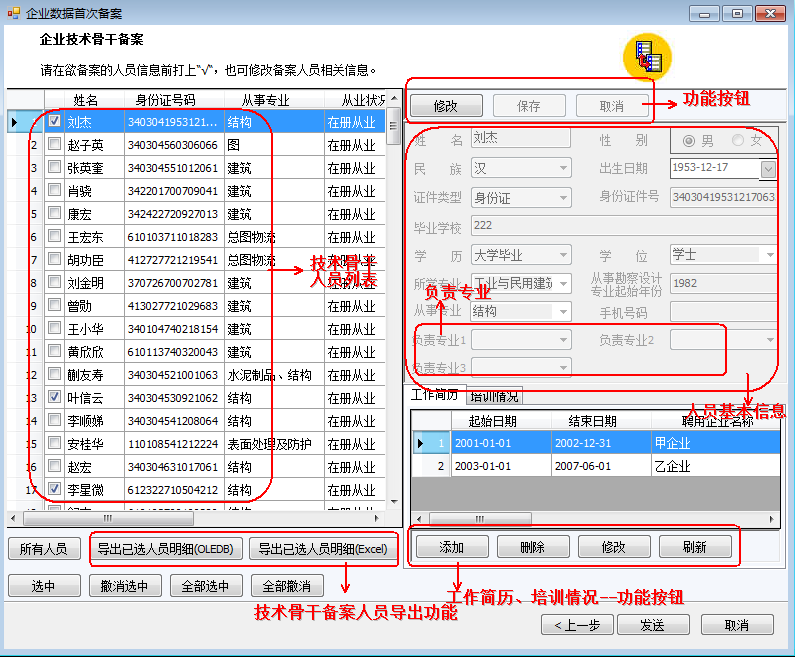 企业数据首次备案
企业技术骨干备案
请在欲备案的人员信息前打上"√",也可修改备案人员相关信息。
姓名 身份证号码 从事专业 从业状况
刘杰 3403041953121... 结构 在册从业
2 赵子英 340304560306066 图 在册从业
3 张英奎 340304551012061 建筑 在册从业
4 肖骁 342201700709041 建筑 在册从业
5 康宏 342422720927013 建筑 在册从业
6 王宏东 610103711018283 总图物流 在册从业
7 胡功臣 412727721219541 总图物流 在册从业
8 刘金明 370726700702781 建筑 在册从业
9 曾勋 413027721029683 建筑 在册从业
10 王小华 340104740218154 建筑 在册从业
11 黄欣欣 610113740320043 建筑 在册从业
12 蒯友寿 340304521001063 水泥制品、结构 在册从业
13 叶信云 340304530921062 结构 在册从业
14 李顺娣 340304541208064 结构 在册从业
15 安桂华 110108541212224 表面处理及防护 在册从业
16 赵宏 340304631017061 结构 在册从业
17 李星微 612322710504212 结构 在册从业
技术骨干
人员列表
所有人员 导出已选人员明细(OLEDB) 导出已选人员明细(Excel)
选中 撤消选中 全部选中 全部撤消
技术骨干备案人员导出功能
修改 保存 取消
功能按钮
姓 名 刘杰 性 别 男 女
民 族 汉 出生日期 1953-12-17
证件类型 身份证 身份证件号 34030419531217063
毕业学校 222
学 历 大学毕业 学 位 学士
所学专业 工业与民用建筑 从事勘察设计
专业起始年份 1982
负责专业
从事专业 结构 手机号码
负责专业1 负责专业2
负责专业3
人员基本信息
工作简历 培训情况
起始日期 结束日期 聘用企业名称
1 2001-01-01 2002-12-31 甲企业
2 2003-01-01 2007-06-01 乙企业
添加 删除 修改 刷新
工作简历、培训情况--功能按钮
< 上一步 发送 取消